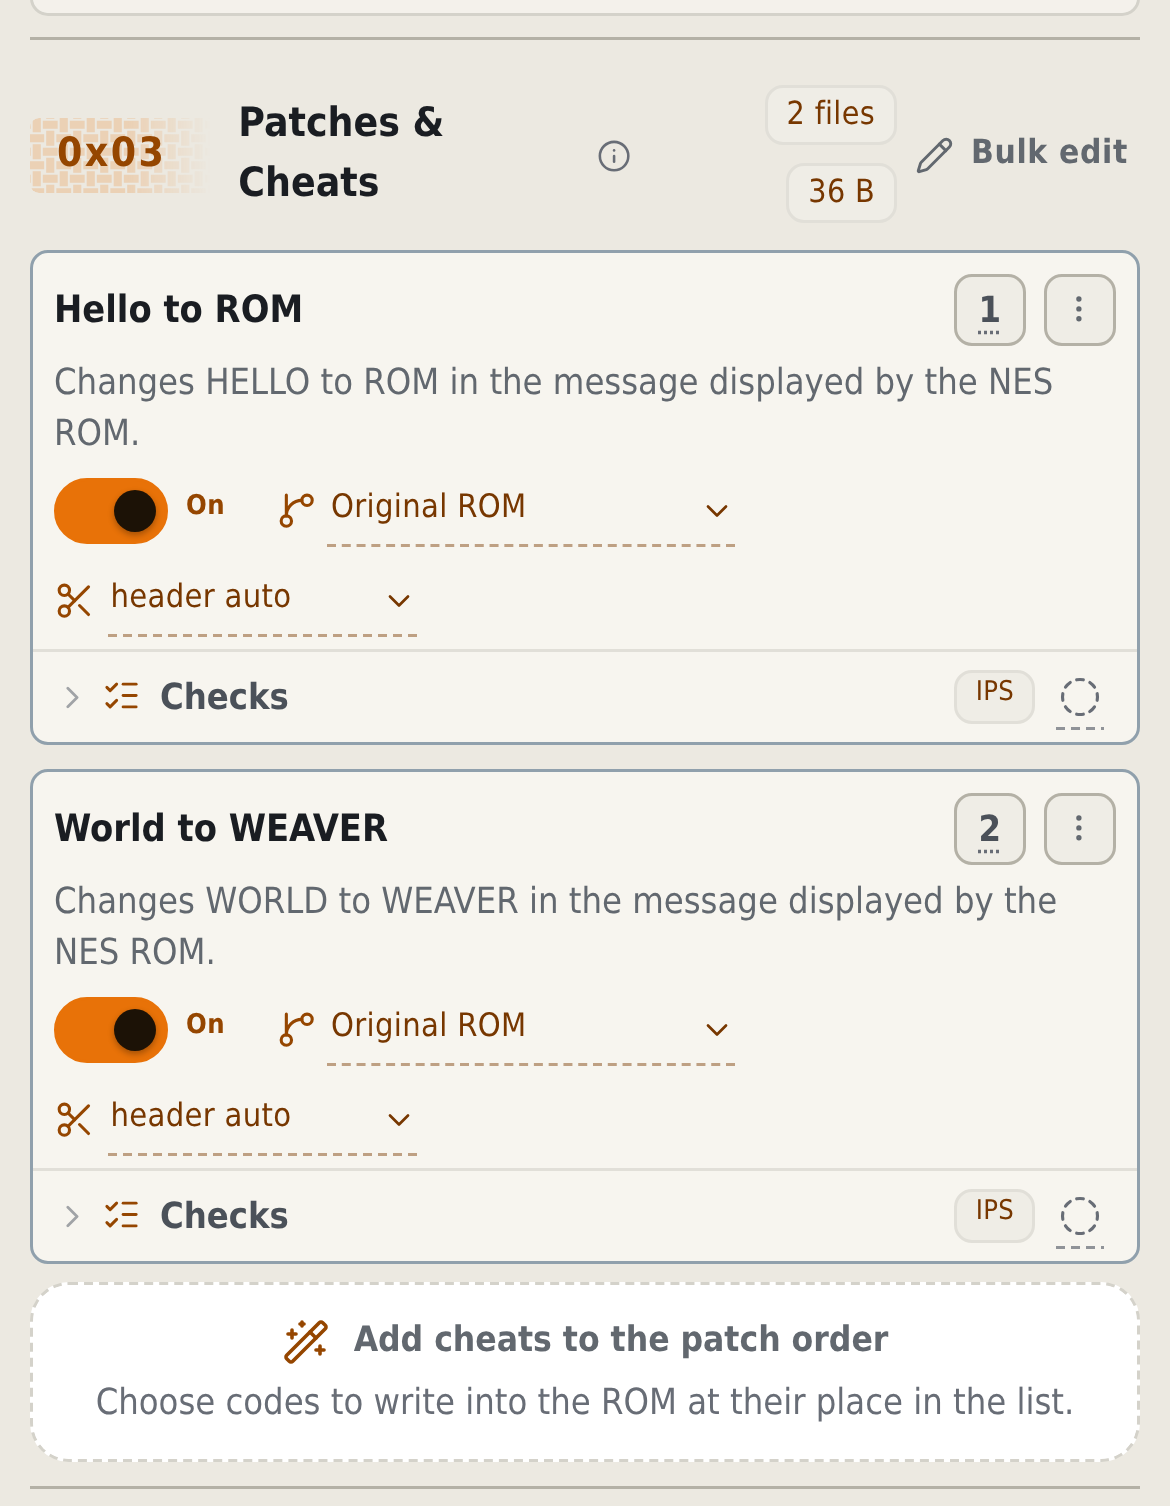 0x03
Patches &
Cheats
2 files
36 B
Bulk edit
Hello to ROM
1
Changes HELLO to ROM in the message displayed by the NES
ROM.
On
Original ROM
header auto
Checks
IPS
World to WEAVER
2
Changes WORLD to WEAVER in the message displayed by the
NES ROM.
On
Original ROM
header auto
Checks
IPS
Add cheats to the patch order
Choose codes to write into the ROM at their place in the list.